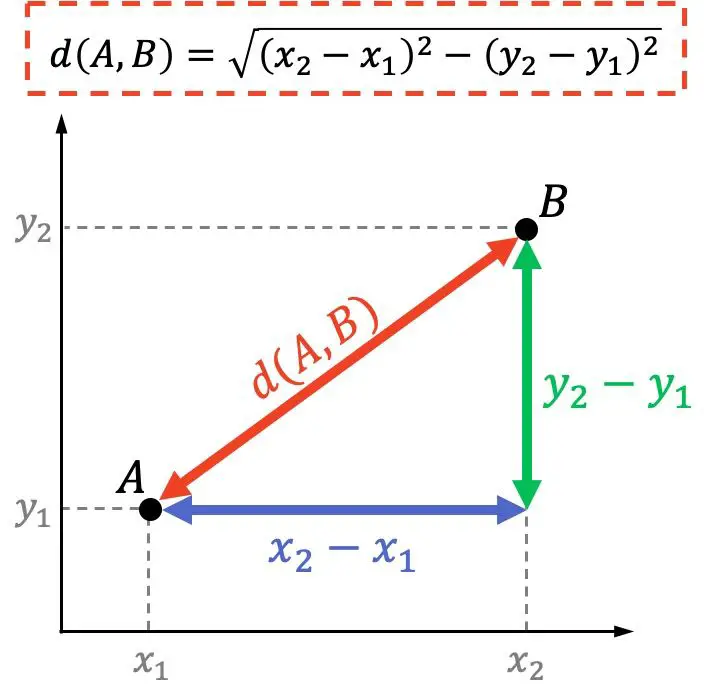 d(A, B) = √(x₂ − x₁)² − (y₂ − y₁)²
y₂
B
d(A, B)
y₂ − y₁
A
y₁
x₂ − x₁
x₁
x₂